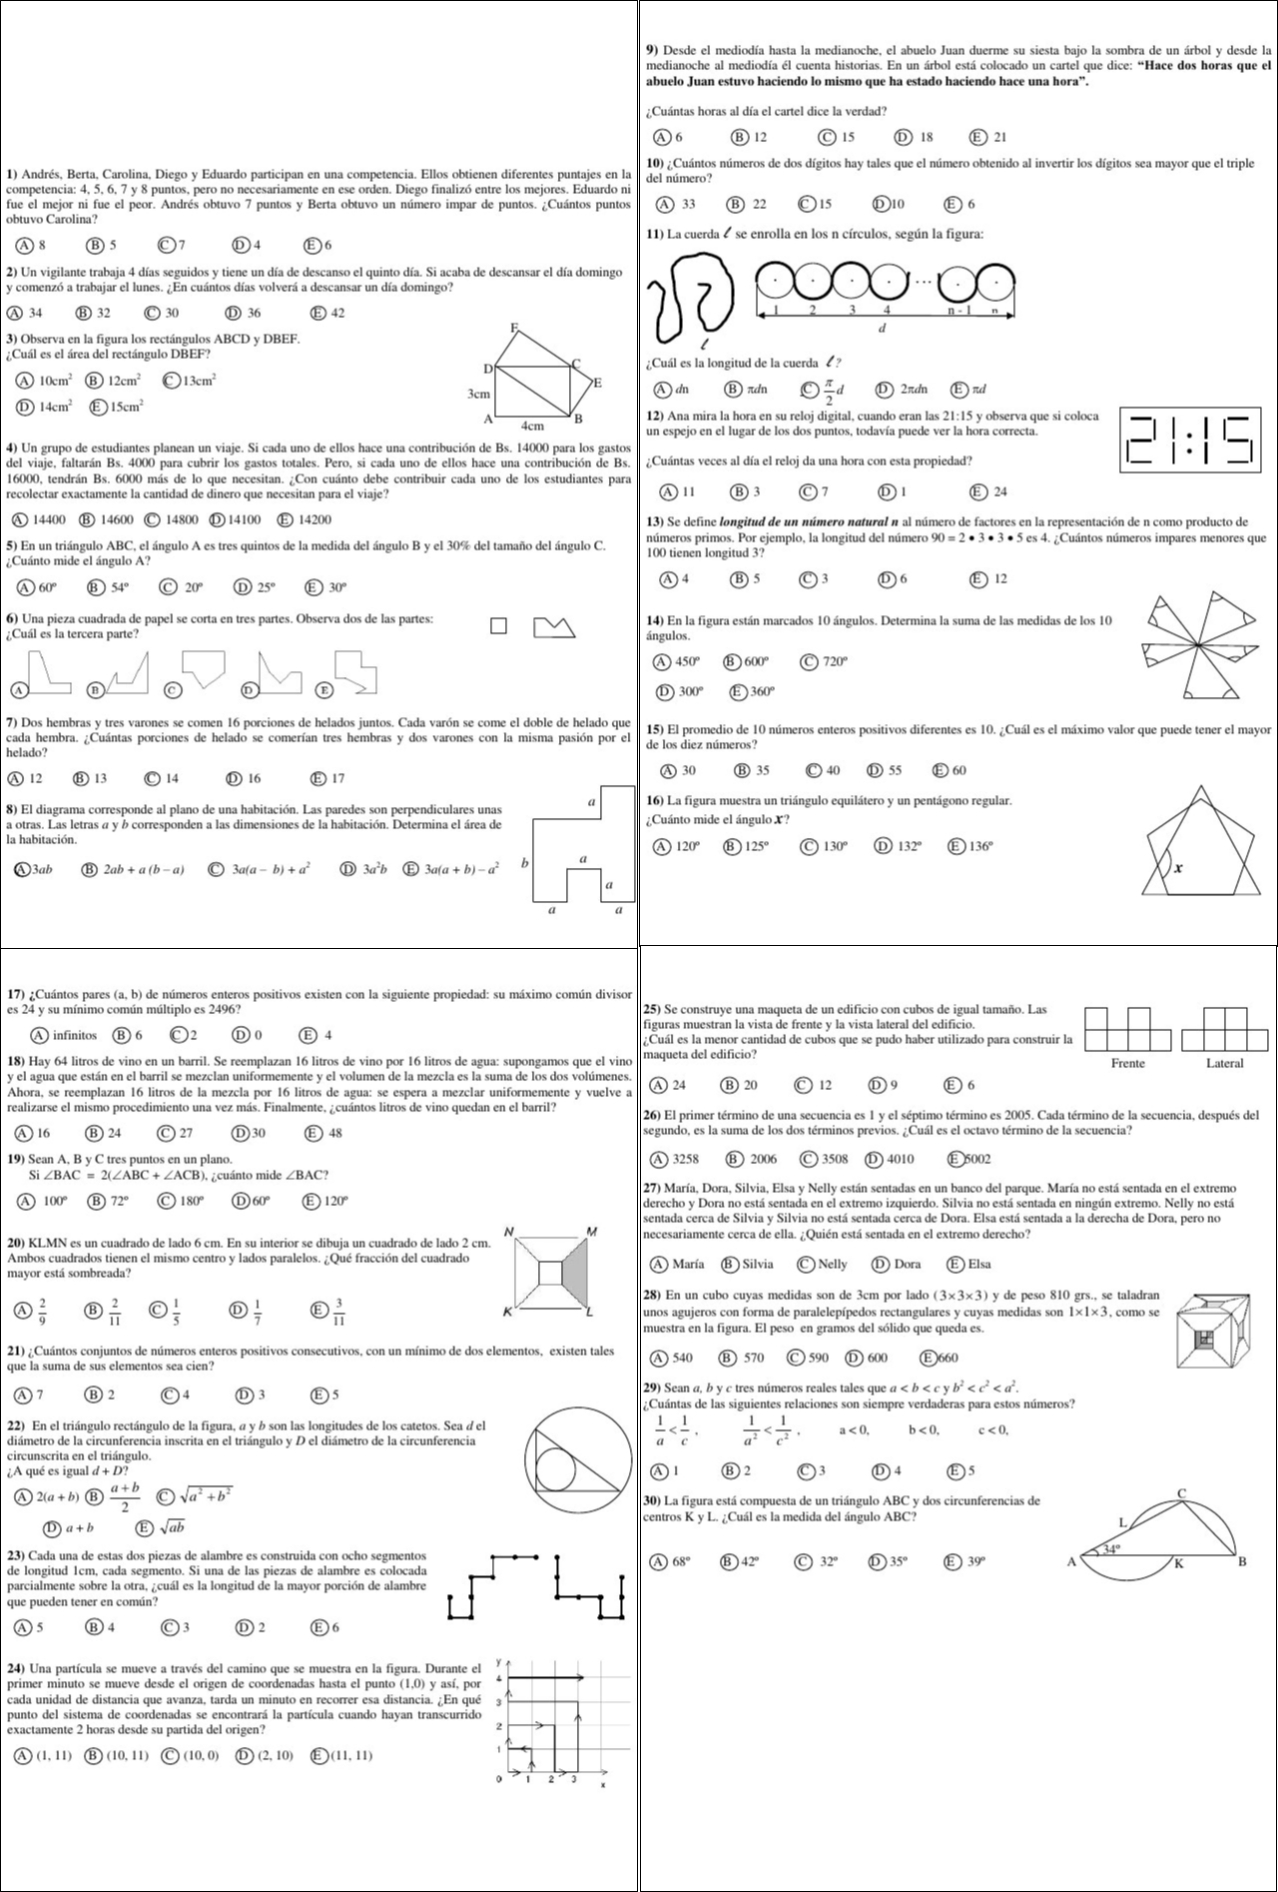 1) Andrés, Berta, Carolina, Diego y Eduardo participan en una competencia. Ellos obtienen diferentes puntajes en la
competencia: 4, 5, 6, 7 y 8 puntos, pero no necesariamente en ese orden. Diego finalizó entre los mejores. Eduardo ni
fue el mejor ni fue el peor. Andrés obtuvo 7 puntos y Berta obtuvo un número impar de puntos. ¿Cuántos puntos
obtuvo Carolina?
A 8 B 5 C 7 D 4 E 6
2) Un vigilante trabaja 4 días seguidos y tiene un día de descanso el quinto día. Si acaba de descansar el día domingo
y comenzó a trabajar el lunes. ¿En cuántos días volverá a descansar un día domingo?
A 34 B 32 C 30 D 36 E 42
3) Observa en la figura los rectángulos ABCD y DBEF.
¿Cuál es el área del rectángulo DBEF?
A 10cm² B 12cm² C 13cm²
D 14cm² E 15cm²
F
D
C
E
3cm
A
B
4cm
4) Un grupo de estudiantes planean un viaje. Si cada uno de ellos hace una contribución de Bs. 14000 para los gastos
del viaje, faltarán Bs. 4000 para cubrir los gastos totales. Pero, si cada uno de ellos hace una contribución de Bs.
16000, tendrán Bs. 6000 más de lo que necesitan. ¿Con cuánto debe contribuir cada uno de los estudiantes para
recolectar exactamente la cantidad de dinero que necesitan para el viaje?
A 14400 B 14600 C 14800 D 14100 E 14200
5) En un triángulo ABC, el ángulo A es tres quintos de la medida del ángulo B y el 30% del tamaño del ángulo C.
¿Cuánto mide el ángulo A?
A 60º B 54º C 20º D 25º E 30º
6) Una pieza cuadrada de papel se corta en tres partes. Observa dos de las partes:
¿Cuál es la tercera parte?
A B C D E
7) Dos hembras y tres varones se comen 16 porciones de helados juntos. Cada varón se come el doble de helado que
cada hembra. ¿Cuántas porciones de helado se comerían tres hembras y dos varones con la misma pasión por el
helado?
A 12 B 13 C 14 D 16 E 17
8) El diagrama corresponde al plano de una habitación. Las paredes son perpendiculares unas
a otras. Las letras a y b corresponden a las dimensiones de la habitación. Determina el área de
la habitación.
A 3ab B 2ab + a (b – a) C 3a(a – b) + a² D 3a²b E 3a(a + b) – a²
a
b
a
a
a
a
9) Desde el mediodía hasta la medianoche, el abuelo Juan duerme su siesta bajo la sombra de un árbol y desde la
medianoche al mediodía él cuenta historias. En un árbol está colocado un cartel que dice: “Hace dos horas que el
abuelo Juan estuvo haciendo lo mismo que ha estado haciendo hace una hora”.
¿Cuántas horas al día el cartel dice la verdad?
A 6 B 12 C 15 D 18 E 21
10) ¿Cuántos números de dos dígitos hay tales que el número obtenido al invertir los dígitos sea mayor que el triple
del número?
A 33 B 22 C 15 D 10 E 6
11) La cuerda ℓ se enrolla en los n círculos, según la figura:
1 2 3 4 ... n - 1 n
d
ℓ
¿Cuál es la longitud de la cuerda ℓ ?
A dn B πdn C π/2 d D 2πdn E πd
12) Ana mira la hora en su reloj digital, cuando eran las 21:15 y observa que si coloca
un espejo en el lugar de los dos puntos, todavía puede ver la hora correcta.
21:15
¿Cuántas veces al día el reloj da una hora con esta propiedad?
A 11 B 3 C 7 D 1 E 24
13) Se define longitud de un número natural n al número de factores en la representación de n como producto de
números primos. Por ejemplo, la longitud del número 90 = 2 • 3 • 3 • 5 es 4. ¿Cuántos números impares menores que
100 tienen longitud 3?
A 4 B 5 C 3 D 6 E 12
14) En la figura están marcados 10 ángulos. Determina la suma de las medidas de los 10
ángulos.
A 450º B 600º C 720º
D 300º E 360º
15) El promedio de 10 números enteros positivos diferentes es 10. ¿Cuál es el máximo valor que puede tener el mayor
de los diez números?
A 30 B 35 C 40 D 55 E 60
16) La figura muestra un triángulo equilátero y un pentágono regular.
¿Cuánto mide el ángulo x?
A 120º B 125º C 130º D 132º E 136º
x
17) ¿Cuántos pares (a, b) de números enteros positivos existen con la siguiente propiedad: su máximo común divisor
es 24 y su mínimo común múltiplo es 2496?
A infinitos B 6 C 2 D 0 E 4
18) Hay 64 litros de vino en un barril. Se reemplazan 16 litros de vino por 16 litros de agua: supongamos que el vino
y el agua que están en el barril se mezclan uniformemente y el volumen de la mezcla es la suma de los dos volúmenes.
Ahora, se reemplazan 16 litros de la mezcla por 16 litros de agua: se espera a mezclar uniformemente y vuelve a
realizarse el mismo procedimiento una vez más. Finalmente, ¿cuántos litros de vino quedan en el barril?
A 16 B 24 C 27 D 30 E 48
19) Sean A, B y C tres puntos en un plano.
Si ∠BAC = 2(∠ABC + ∠ACB), ¿cuánto mide ∠BAC?
A 100º B 72º C 180º D 60º E 120º
20) KLMN es un cuadrado de lado 6 cm. En su interior se dibuja un cuadrado de lado 2 cm.
Ambos cuadrados tienen el mismo centro y lados paralelos. ¿Qué fracción del cuadrado
mayor está sombreada?
A 2/9 B 2/11 C 1/5 D 1/7 E 3/11
N M
K L
21) ¿Cuántos conjuntos de números enteros positivos consecutivos, con un mínimo de dos elementos, existen tales
que la suma de sus elementos sea cien?
A 7 B 2 C 4 D 3 E 5
22) En el triángulo rectángulo de la figura, a y b son las longitudes de los catetos. Sea d el
diámetro de la circunferencia inscrita en el triángulo y D el diámetro de la circunferencia
circunscrita en el triángulo.
¿A qué es igual d + D?
A 2(a + b) B (a + b)/2 C √(a² + b²)
D a + b E √ab
23) Cada una de estas dos piezas de alambre es construida con ocho segmentos
de longitud 1cm, cada segmento. Si una de las piezas de alambre es colocada
parcialmente sobre la otra, ¿cuál es la longitud de la mayor porción de alambre
que pueden tener en común?
A 5 B 4 C 3 D 2 E 6
24) Una partícula se mueve a través del camino que se muestra en la figura. Durante el
primer minuto se mueve desde el origen de coordenadas hasta el punto (1,0) y así, por
cada unidad de distancia que avanza, tarda un minuto en recorrer esa distancia. ¿En qué
punto del sistema de coordenadas se encontrará la partícula cuando hayan transcurrido
exactamente 2 horas desde su partida del origen?
A (1, 11) B (10, 11) C (10, 0) D (2, 10) E (11, 11)
y
4
3
2
1
0 1 2 3 x
25) Se construye una maqueta de un edificio con cubos de igual tamaño. Las
figuras muestran la vista de frente y la vista lateral del edificio.
¿Cuál es la menor cantidad de cubos que se pudo haber utilizado para construir la
maqueta del edificio?
Frente Lateral
A 24 B 20 C 12 D 9 E 6
26) El primer término de una secuencia es 1 y el séptimo término es 2005. Cada término de la secuencia, después del
segundo, es la suma de los dos términos previos. ¿Cuál es el octavo término de la secuencia?
A 3258 B 2006 C 3508 D 4010 E 5002
27) María, Dora, Silvia, Elsa y Nelly están sentadas en un banco del parque. María no está sentada en el extremo
derecho y Dora no está sentada en el extremo izquierdo. Silvia no está sentada en ningún extremo. Nelly no está
sentada cerca de Silvia y Silvia no está sentada cerca de Dora. Elsa está sentada a la derecha de Dora, pero no
necesariamente cerca de ella. ¿Quién está sentada en el extremo derecho?
A María B Silvia C Nelly D Dora E Elsa
28) En un cubo cuyas medidas son de 3cm por lado (3×3×3) y de peso 810 grs., se taladran
unos agujeros con forma de paralelepípedos rectangulares y cuyas medidas son 1×1×3, como se
muestra en la figura. El peso en gramos del sólido que queda es.
A 540 B 570 C 590 D 600 E 660
29) Sean a, b y c tres números reales tales que a < b < c y b² < c² < a².
¿Cuántas de las siguientes relaciones son siempre verdaderas para estos números?
1/a < 1/c , 1/a² < 1/c² , a < 0, b < 0, c < 0,
A 1 B 2 C 3 D 4 E 5
30) La figura está compuesta de un triángulo ABC y dos circunferencias de
centros K y L. ¿Cuál es la medida del ángulo ABC?
A 68º B 42º C 32º D 35º E 39º
C
L
34º
A K B